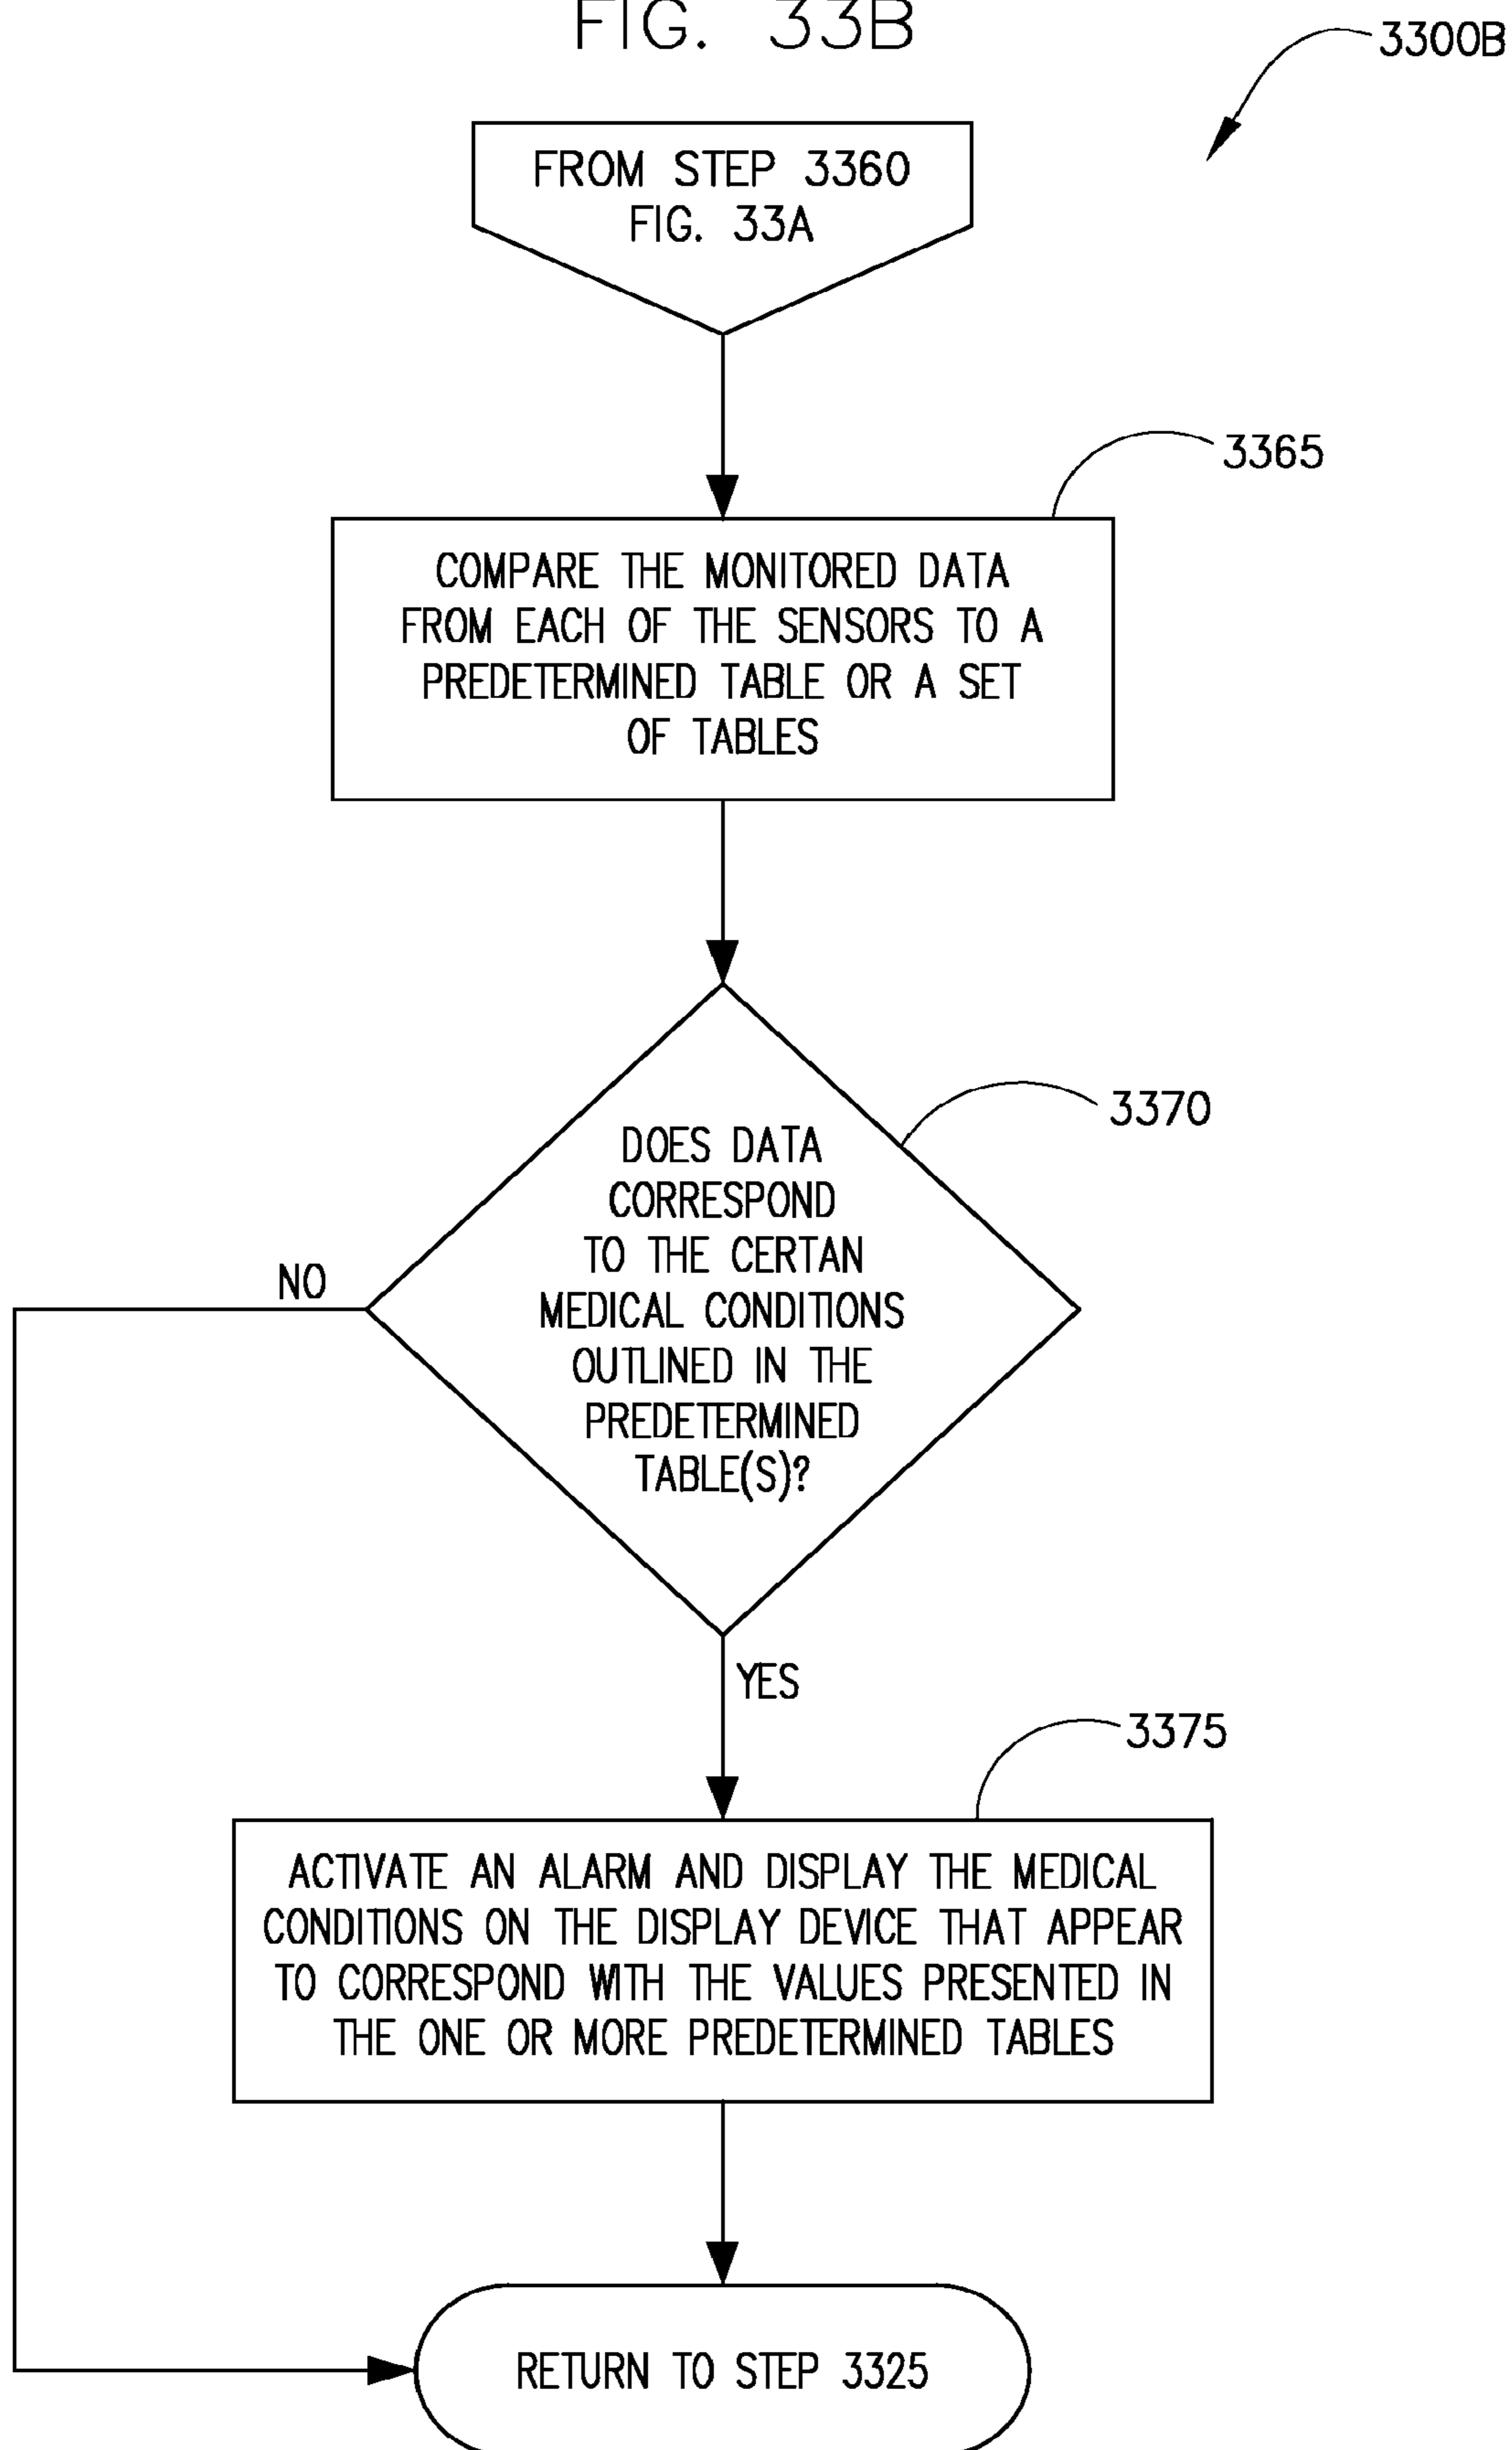 FIG. 33B
3300B
FROM STEP 3360
FIG. 33A
3365
COMPARE THE MONITORED DATA
FROM EACH OF THE SENSORS TO A
PREDETERMINED TABLE OR A SET
OF TABLES
3370
DOES DATA
CORRESPOND
TO THE CERTAN
MEDICAL CONDITIONS
OUTLINED IN THE
PREDETERMINED
TABLE(S)?
NO
YES
3375
ACTIVATE AN ALARM AND DISPLAY THE MEDICAL
CONDITIONS ON THE DISPLAY DEVICE THAT APPEAR
TO CORRESPOND WITH THE VALUES PRESENTED IN
THE ONE OR MORE PREDETERMINED TABLES
RETURN TO STEP 3325